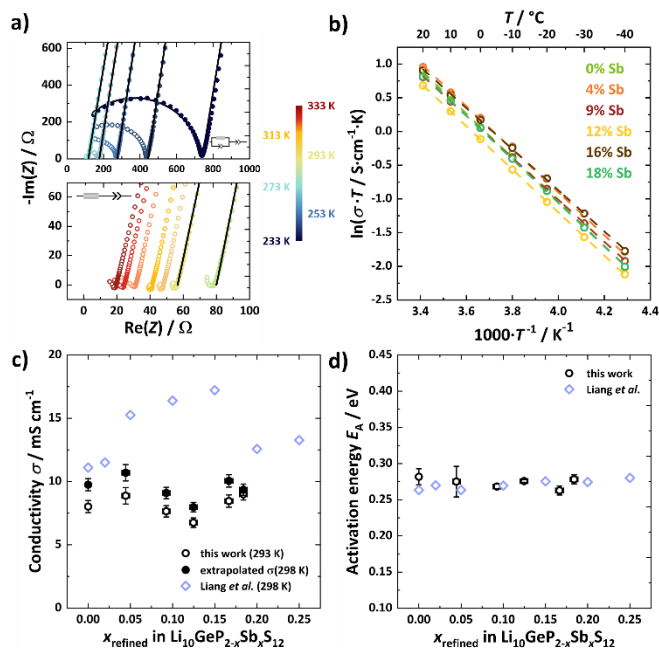 a)
600
400
200
0
-Im(Z) / Ω
0 200 400 600 800 1000
60
40
20
0
0 20 40 60 80 100
Re(Z) / Ω
333 K
313 K
293 K
273 K
253 K
233 K
b)
T / °C
20 10 0 -10 -20 -30 -40
1.0
0.5
0.0
-0.5
-1.0
-1.5
-2.0
-2.5
ln(σ·T / S·cm⁻¹·K)
0% Sb
4% Sb
9% Sb
12% Sb
16% Sb
18% Sb
3.4 3.6 3.8 4.0 4.2 4.4
1000·T⁻¹ / K⁻¹
c)
20
15
10
5
0
Conductivity σ / mS cm⁻¹
this work (293 K)
extrapolated σ(298 K)
Liang et al. (298 K)
0.00 0.05 0.10 0.15 0.20 0.25
x_refined in Li₁₀GeP₂₋ₓSbₓS₁₂
d)
0.45
0.40
0.35
0.30
0.25
0.20
0.15
0.10
Activation energy E_A / eV
this work
Liang et al.
0.00 0.05 0.10 0.15 0.20 0.25
x_refined in Li₁₀GeP₂₋ₓSbₓS₁₂